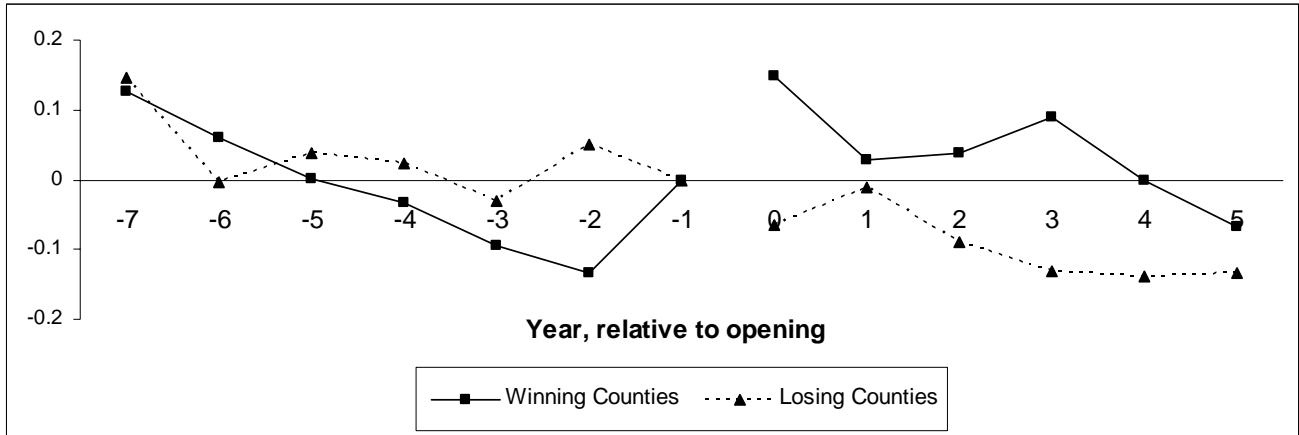 0.2
0.1
0
-7 -6 -5 -4 -3 -2 -1 0 1 2 3 4 5
-0.1
-0.2
Year, relative to opening
Winning Counties Losing Counties